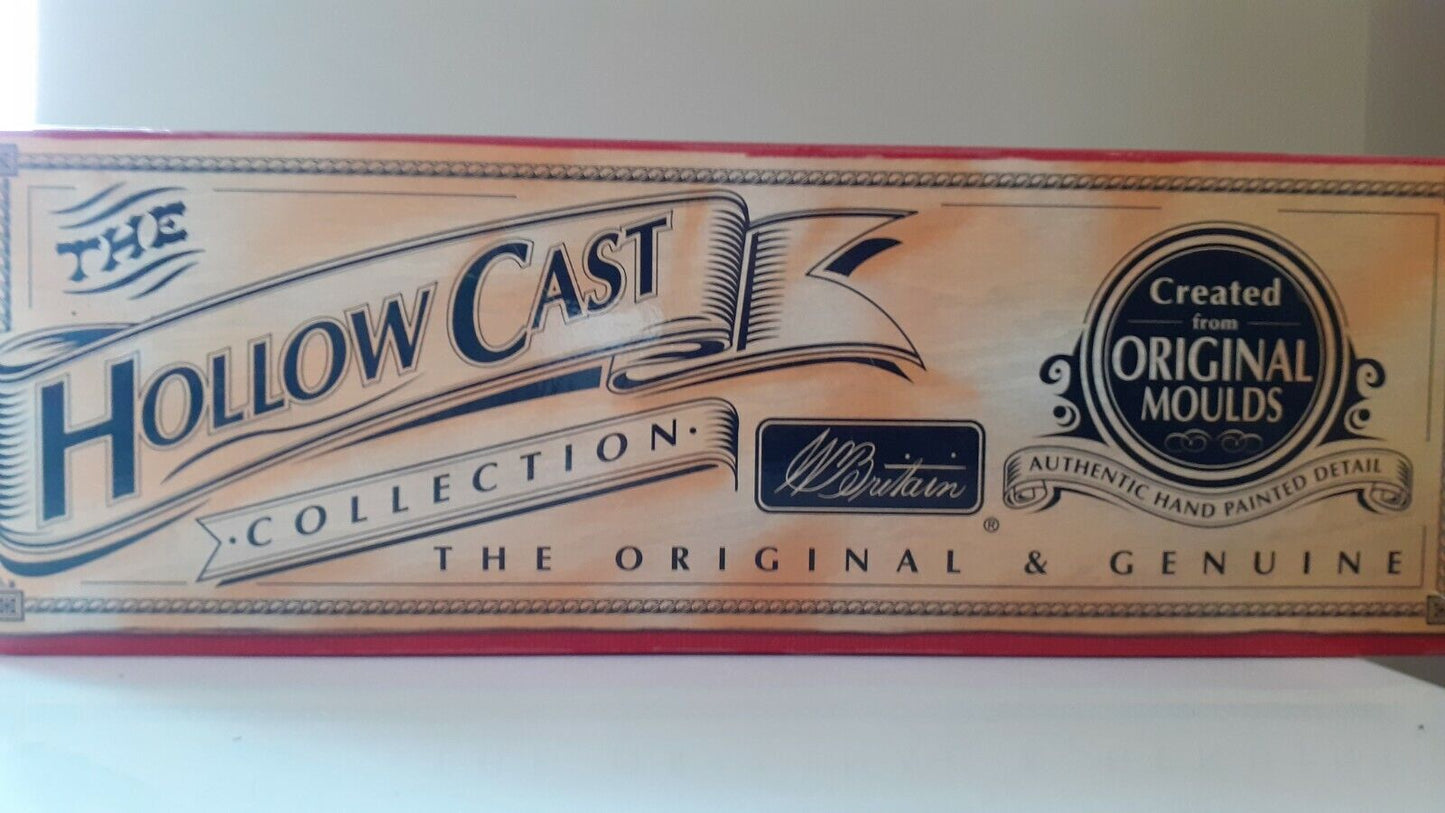 THE
HOLLOW CAST
·COLLECTION·
W Britain
®
THE ORIGINAL & GENUINE
Created
from
ORIGINAL
MOULDS
AUTHENTIC HAND PAINTED DETAIL